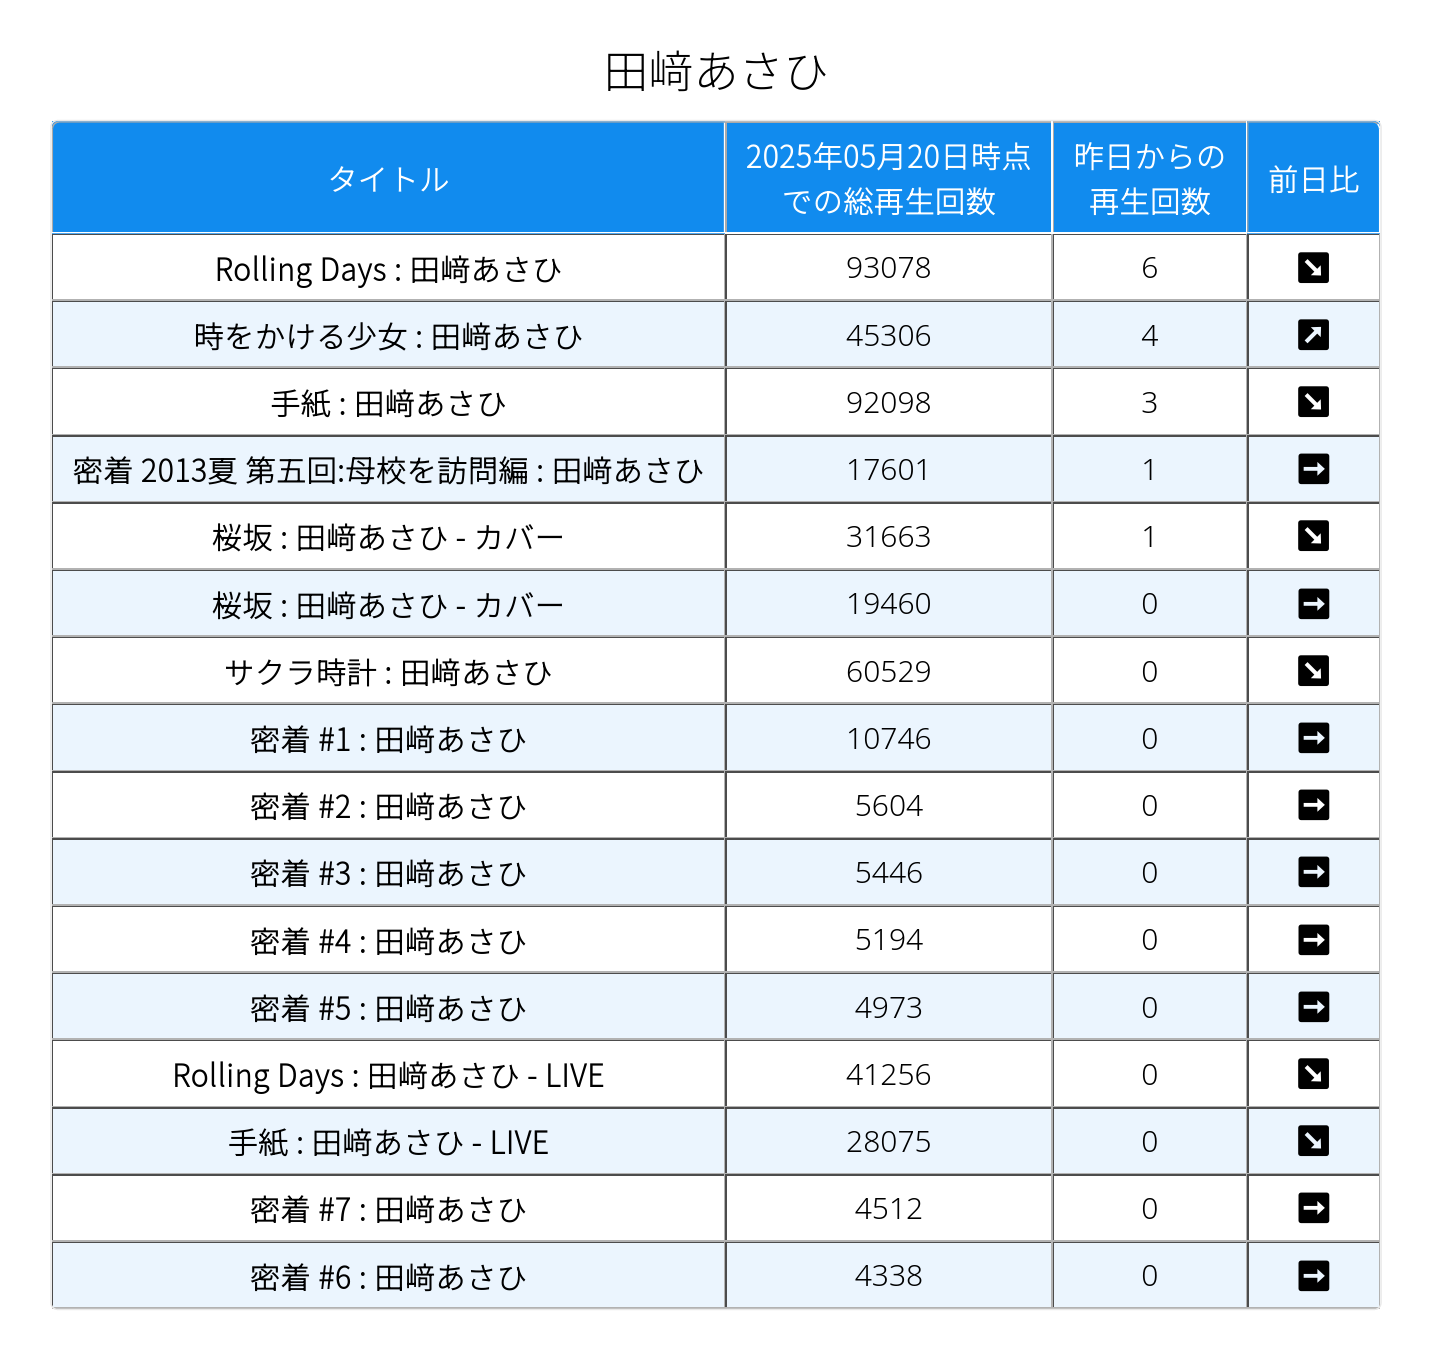 田﨑あさひ
タイトル 2025年05月20日時点での総再生回数 昨日からの再生回数 前日比
Rolling Days : 田﨑あさひ 93078 6 ↘
時をかける少女 : 田﨑あさひ 45306 4 ↗
手紙 : 田﨑あさひ 92098 3 ↘
密着 2013夏 第五回:母校を訪問編 : 田﨑あさひ 17601 1 →
桜坂 : 田﨑あさひ - カバー 31663 1 ↘
桜坂 : 田﨑あさひ - カバー 19460 0 →
サクラ時計 : 田﨑あさひ 60529 0 ↘
密着 #1 : 田﨑あさひ 10746 0 →
密着 #2 : 田﨑あさひ 5604 0 →
密着 #3 : 田﨑あさひ 5446 0 →
密着 #4 : 田﨑あさひ 5194 0 →
密着 #5 : 田﨑あさひ 4973 0 →
Rolling Days : 田﨑あさひ - LIVE 41256 0 ↘
手紙 : 田﨑あさひ - LIVE 28075 0 ↘
密着 #7 : 田﨑あさひ 4512 0 →
密着 #6 : 田﨑あさひ 4338 0 →